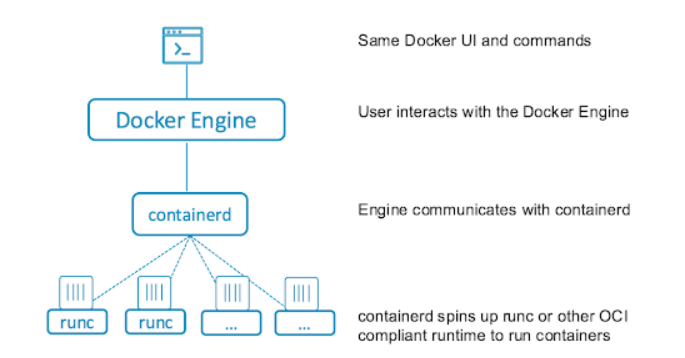 >_
Same Docker UI and commands
Docker Engine
User interacts with the Docker Engine
containerd
Engine communicates with containerd
runc
runc
...
...
containerd spins up runc or other OCI
compliant runtime to run containers